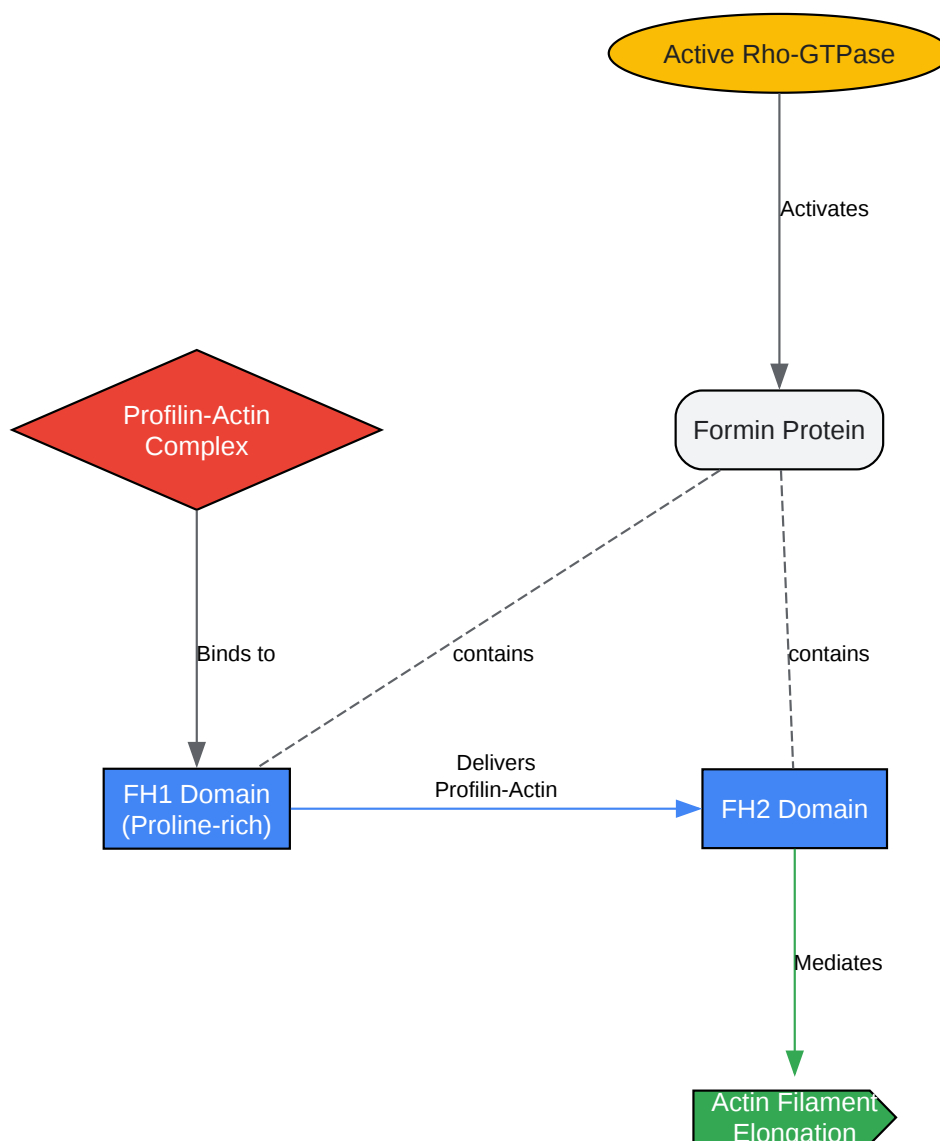 Active Rho-GTPase
Activates
Profilin-Actin
Complex
Formin Protein
Binds to
contains
contains
Delivers
Profilin-Actin
FH1 Domain
(Proline-rich)
FH2 Domain
Mediates
Actin Filament
Elongation